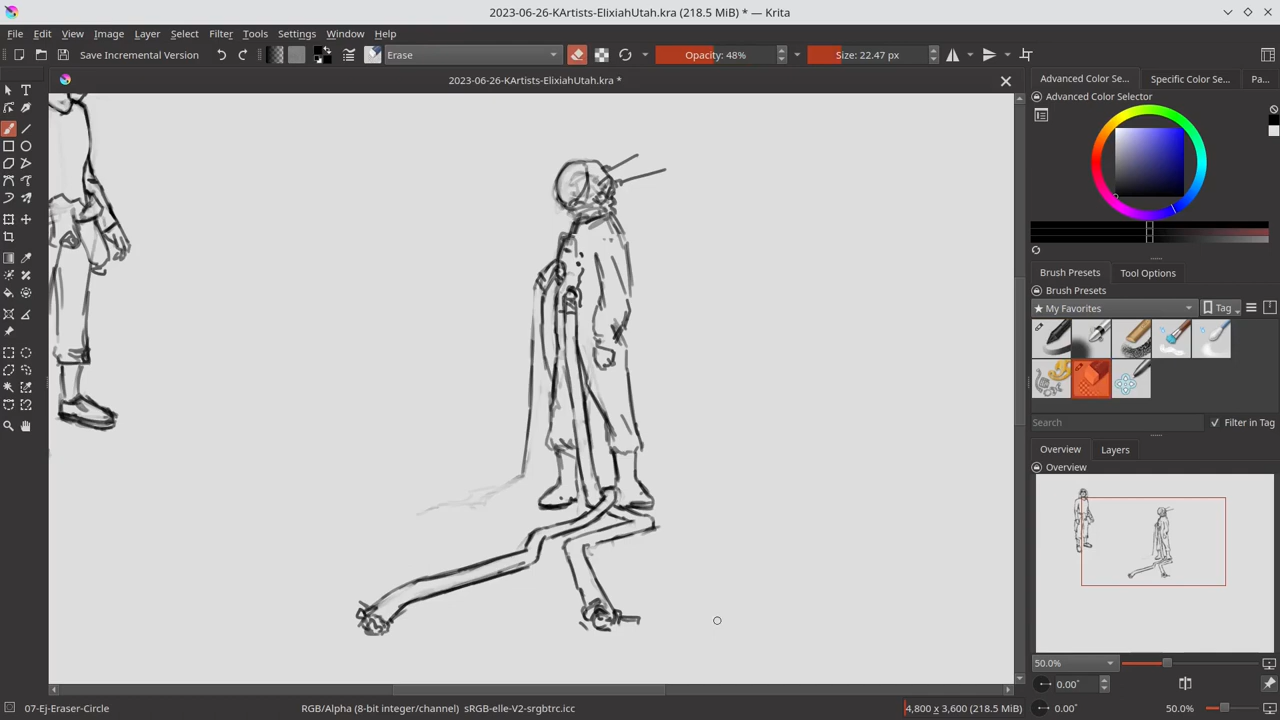 2023-06-26-KArtists-ElixiahUtah.kra (218.5 MiB) * — Krita
File Edit View Image Layer Select Filter Tools Settings Window Help
Save Incremental Version Erase Opacity: 48% Size: 22.47 px
2023-06-26-KArtists-ElixiahUtah.kra *
Advanced Color Se... Specific Color Se... Pa...
Advanced Color Selector
Brush Presets Tool Options
Brush Presets
★ My Favorites Tag
Search Filter in Tag
Overview Layers
Overview
50.0%
0.00°
07-Ej-Eraser-Circle RGB/Alpha (8-bit integer/channel) sRGB-elle-V2-srgbtrc.icc 4,800 x 3,600 (218.5 MiB) 0.00° 50.0%